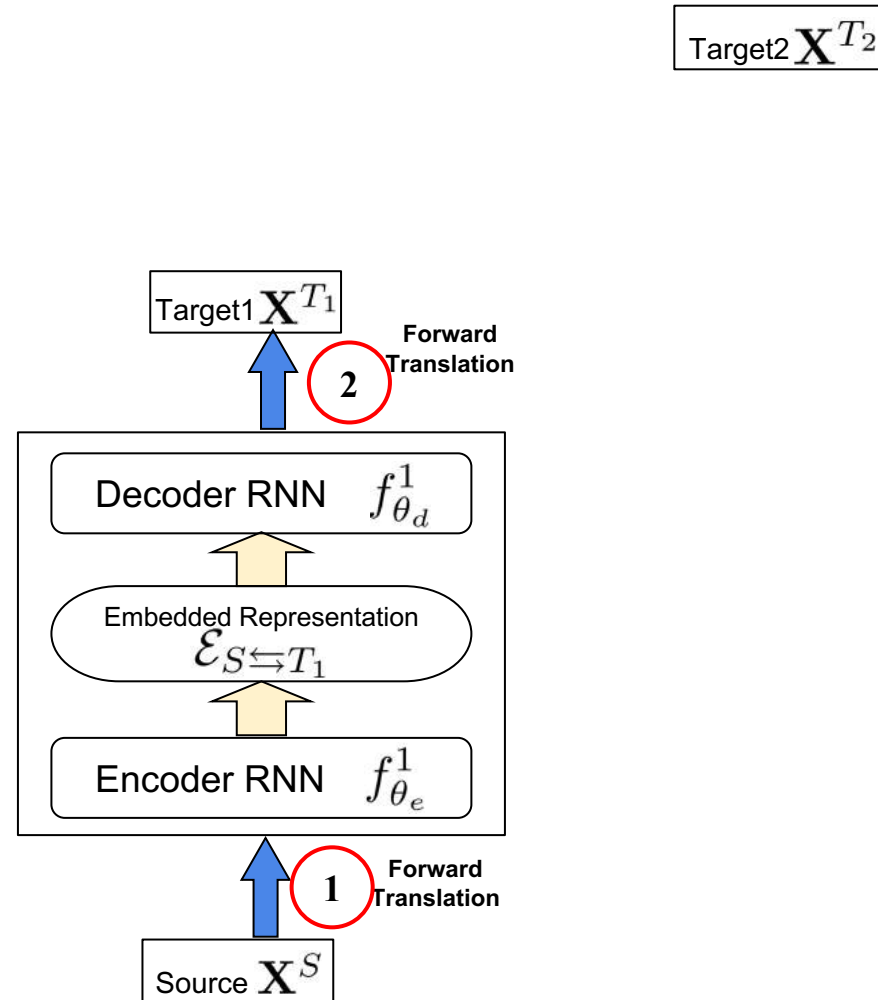 Target2 X^{T_2}
Target1 X^{T_1}
Forward
Translation
2
Decoder RNN f^1_{θ_d}
Embedded Representation
ℰ_{S⇆T_1}
Encoder RNN f^1_{θ_e}
Forward
Translation
1
Source X^S